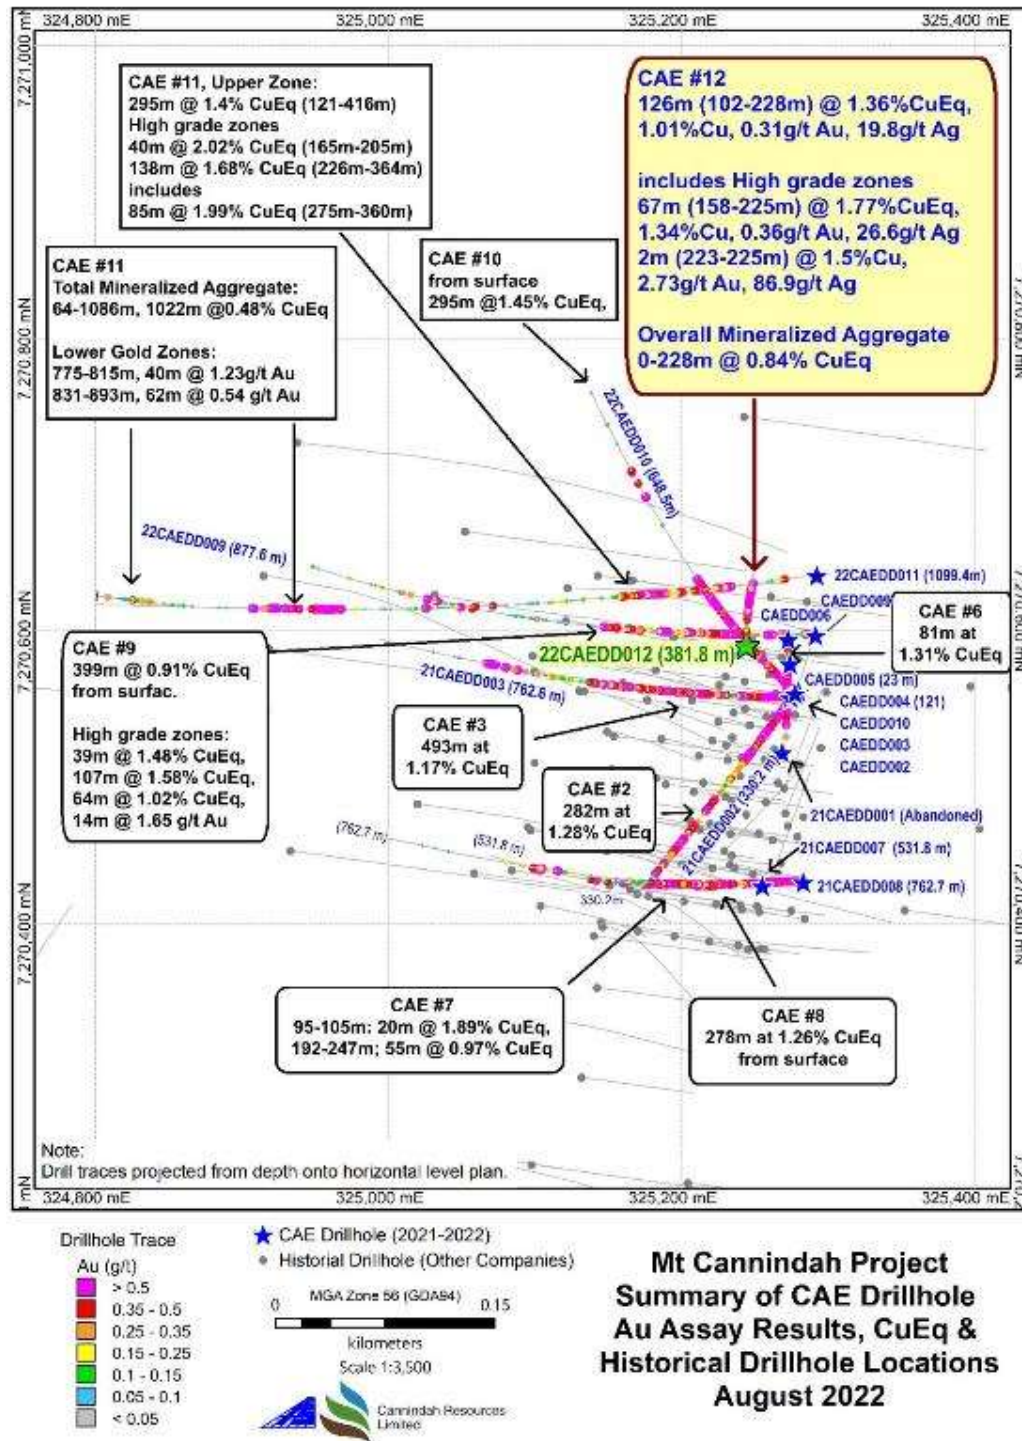 324,800 mE
325,000 mE
325,200 mE
325,400 mE
7,271,000 mN
7,270,800 mN
7,270,600 mN
7,270,400 mN
CAE #11, Upper Zone:
295m @ 1.4% CuEq (121-416m)
High grade zones
40m @ 2.02% CuEq (165m-205m)
138m @ 1.68% CuEq (226m-364m)
includes
85m @ 1.99% CuEq (275m-360m)
CAE #12
126m (102-228m) @ 1.36%CuEq,
1.01%Cu, 0.31g/t Au, 19.8g/t Ag
includes High grade zones
67m (158-225m) @ 1.77%CuEq,
1.34%Cu, 0.36g/t Au, 26.6g/t Ag
2m (223-225m) @ 1.5%Cu,
2.73g/t Au, 86.9g/t Ag
Overall Mineralized Aggregate
0-228m @ 0.84% CuEq
CAE #10
from surface
295m @1.45% CuEq,
CAE #11
Total Mineralized Aggregate:
64-1086m, 1022m @0.48% CuEq
Lower Gold Zones:
775-815m, 40m @ 1.23g/t Au
831-893m, 62m @ 0.54 g/t Au
22CAEDD010 (648.5m)
22CAEDD009 (877.6 m)
22CAEDD011 (1099.4m)
CAEDD009
CAEDD006
CAE #6
81m at
1.31% CuEq
22CAEDD012 (381.8 m)
21CAEDD003 (762.6 m)
CAEDD005 (23 m)
CAEDD004 (121)
CAEDD010
CAEDD003
CAEDD002
CAE #9
399m @ 0.91% CuEq
from surfac.
High grade zones:
39m @ 1.48% CuEq,
107m @ 1.58% CuEq,
64m @ 1.02% CuEq,
14m @ 1.65 g/t Au
CAE #3
493m at
1.17% CuEq
CAE #2
282m at
1.28% CuEq
21CAEDD002 (330.2 m)
21CAEDD001 (Abandoned)
21CAEDD007 (531.8 m)
21CAEDD008 (762.7 m)
(762.7 m)
(531.8 m)
330.2m
CAE #7
95-105m: 20m @ 1.89% CuEq,
192-247m; 55m @ 0.97% CuEq
CAE #8
278m at 1.26% CuEq
from surface
Note:
Drill traces projected from depth onto horizontal level plan.
324,800 mE
325,000 mE
325,200 mE
325,400 mE
Drillhole Trace
Au (g/t)
> 0.5
0.35 - 0.5
0.25 - 0.35
0.15 - 0.25
0.1 - 0.15
0.05 - 0.1
< 0.05
CAE Drillhole (2021-2022)
Historial Drillhole (Other Companies)
MGA Zone 56 (GDA94)
0
0.15
kilometers
Scale 1:3,500
Cannindah Resources
Limited
Mt Cannindah Project
Summary of CAE Drillhole
Au Assay Results, CuEq &
Historical Drillhole Locations
August 2022